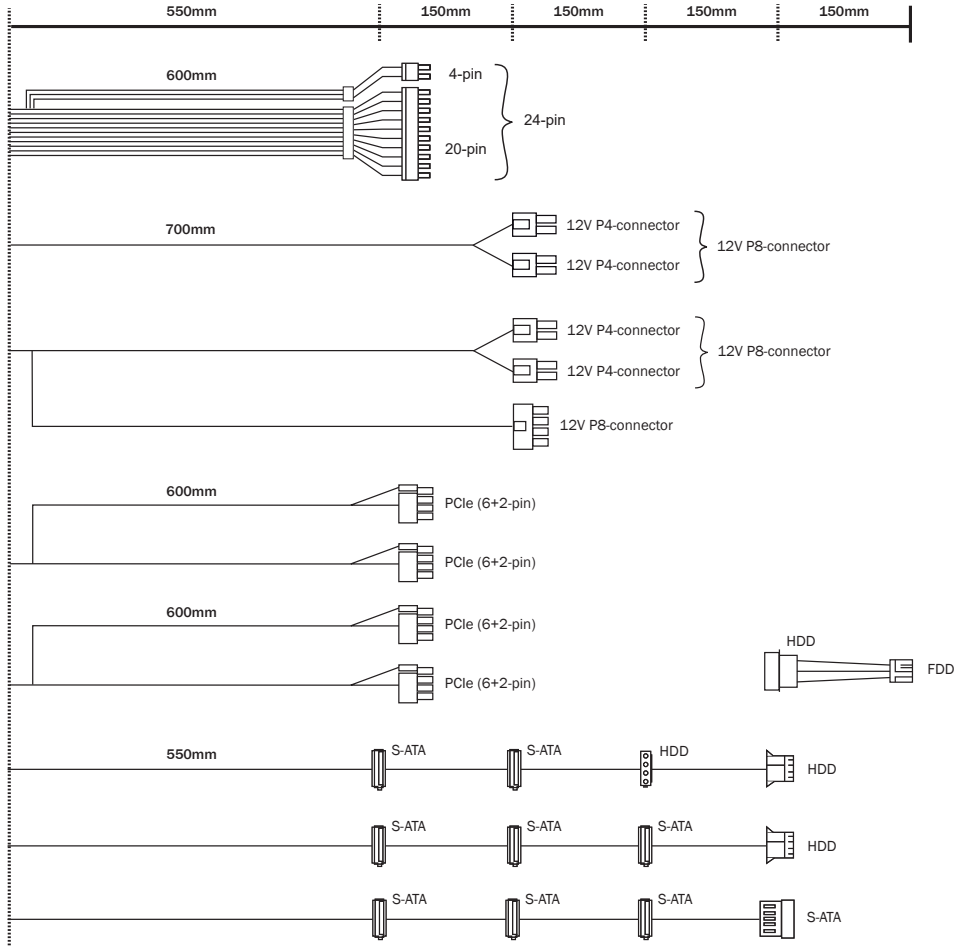 550mm 150mm 150mm 150mm 150mm
600mm 4-pin
24-pin
20-pin
700mm 12V P4-connector
12V P8-connector
12V P4-connector
12V P4-connector
12V P8-connector
12V P4-connector
12V P8-connector
600mm PCIe (6+2-pin)
PCIe (6+2-pin)
600mm PCIe (6+2-pin)
HDD
FDD
PCIe (6+2-pin)
550mm S-ATA S-ATA HDD
HDD
S-ATA S-ATA S-ATA
HDD
S-ATA S-ATA S-ATA
S-ATA